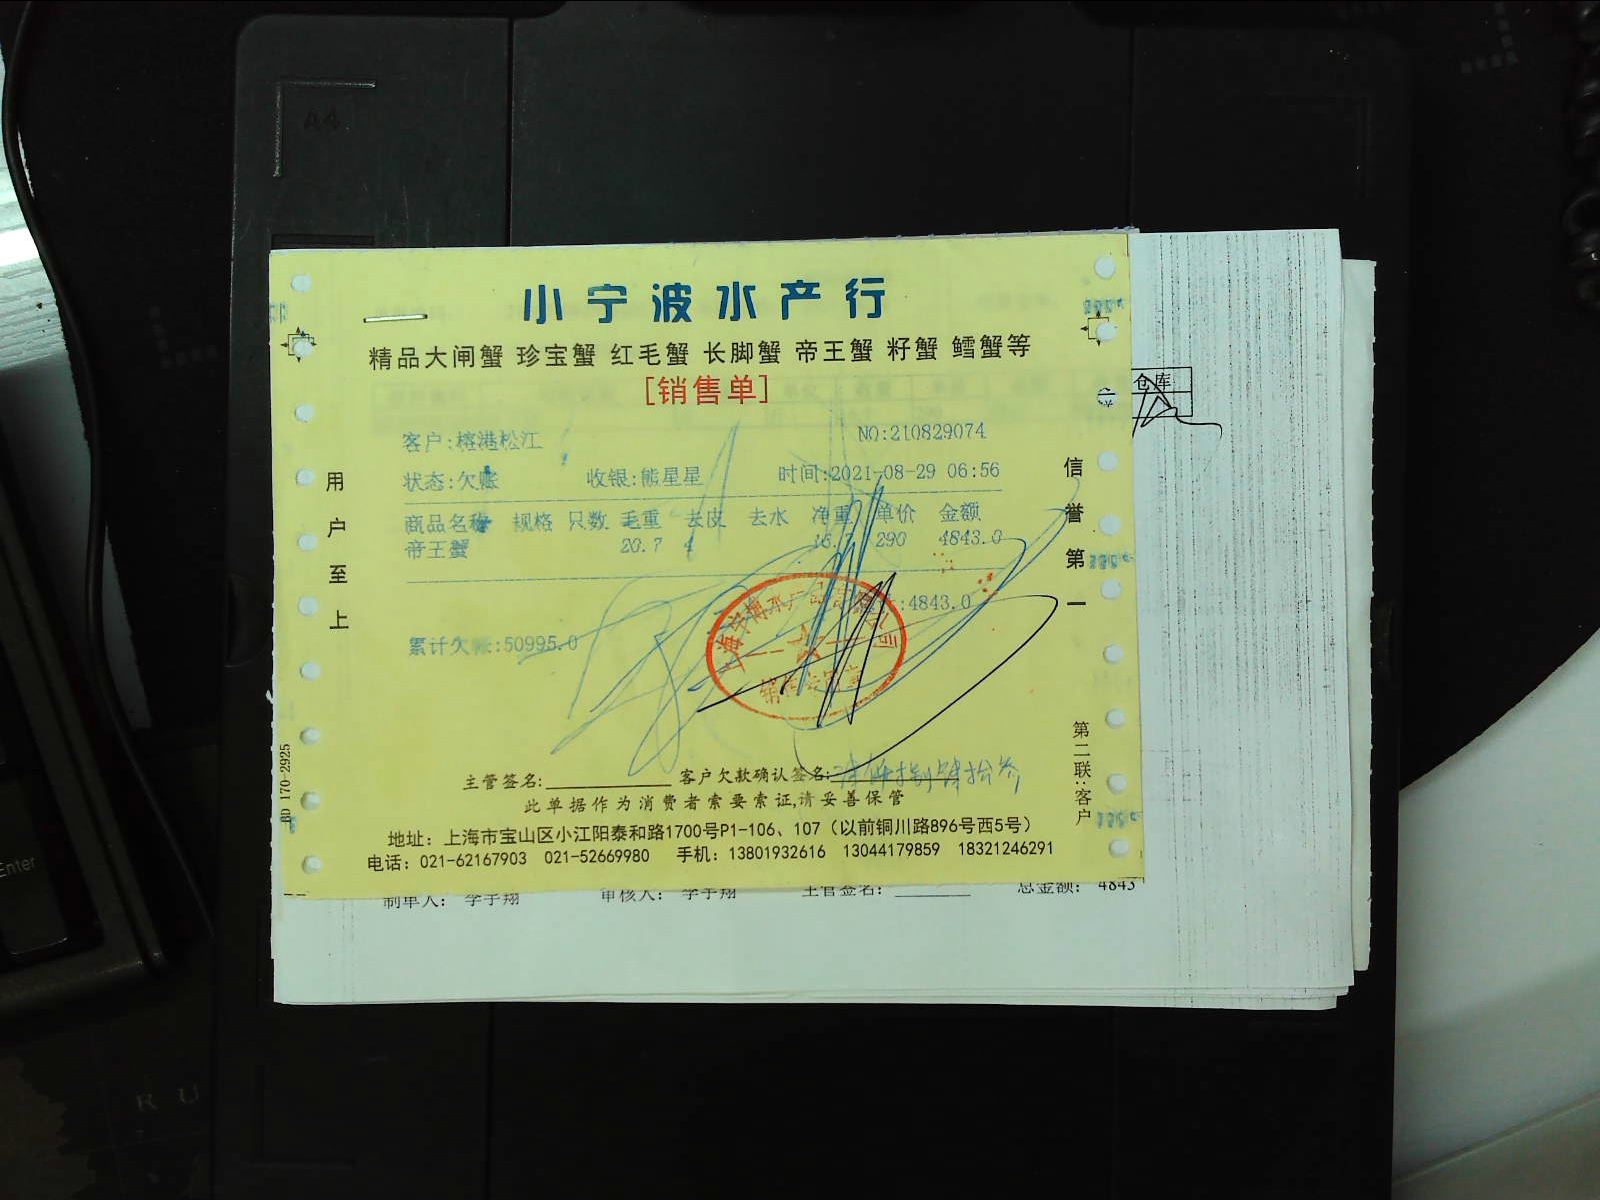 小宁波水产行
精品大闸蟹 珍宝蟹 红毛蟹 长脚蟹 帝王蟹 籽蟹 鳕蟹等
[销售单]
客户:榕港松江 NO:210829074
状态:欠账 收银:熊星星 时间:2021-08-29 06:56
商品名称 规格 只数 毛重 去皮 去水 净重 单价 金额
帝王蟹 20.7 4 16.7 290 4843.0
:4843.0
累计欠帐:50995.0
主管签名: 客户欠款确认签名:
此单据作为消费者索要索证,请妥善保管
地址：上海市宝山区小江阳泰和路1700号P1-106、107（以前铜川路896号西5号）
电话：021-62167903 021-52669980 手机：13801932616 13044179859 18321246291
用户至上
信誉第一
第二联:客户
170-2925
仓库
制单人： 李宇翔 审核人： 李宇翔 主管签名: 总金额： 4843
A4
Enter